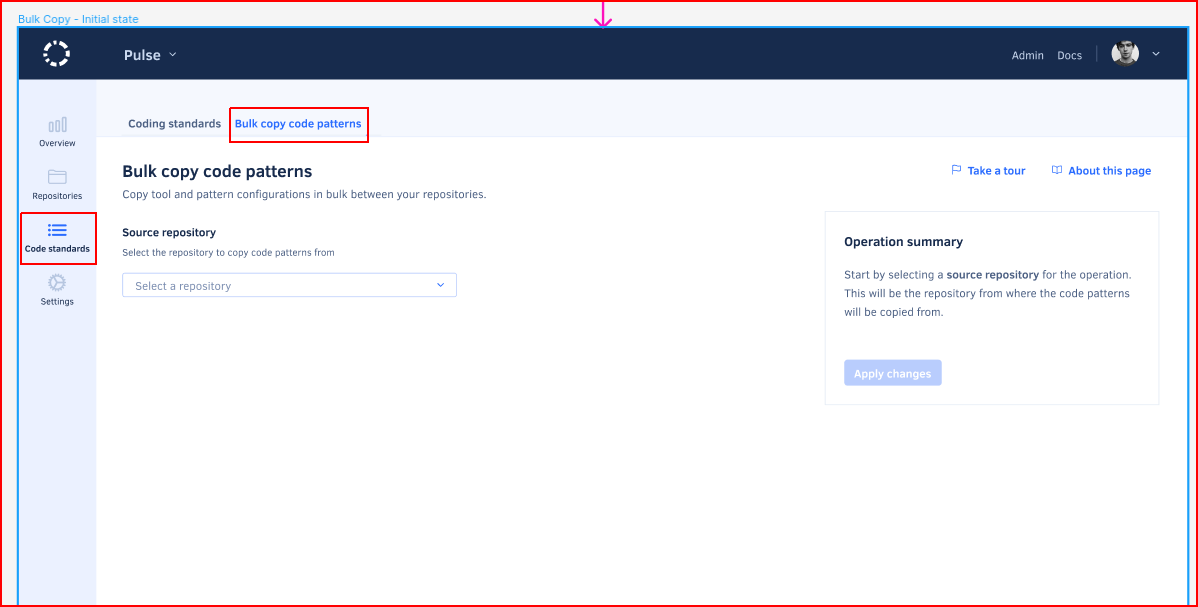 Bulk Copy - Initial state
Pulse
Admin
Docs
Overview
Repositories
Code standards
Settings
Coding standards
Bulk copy code patterns
Bulk copy code patterns
Copy tool and pattern configurations in bulk between your repositories.
Take a tour
About this page
Source repository
Select the repository to copy code patterns from
Select a repository
Operation summary
Start by selecting a source repository for the operation.
This will be the repository from where the code patterns
will be copied from.
Apply changes